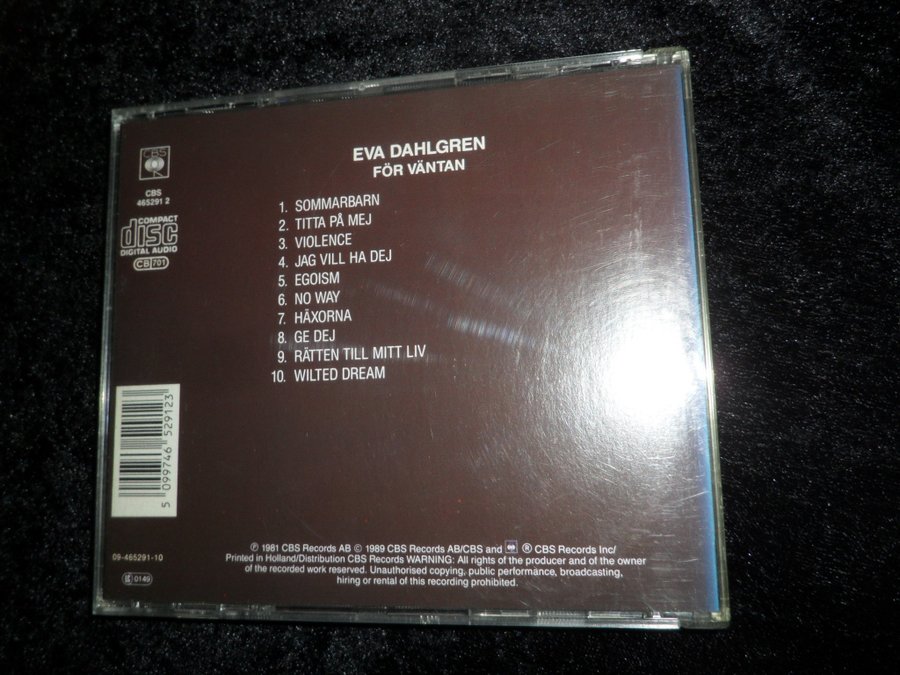 EVA DAHLGREN
FÖR VÄNTAN
1. SOMMARBARN
2. TITTA PÅ MEJ
3. VIOLENCE
4. JAG VILL HA DEJ
5. EGOISM
6. NO WAY
7. HÄXORNA
8. GE DEJ
9. RÄTTEN TILL MITT LIV
10. WILTED DREAM
CBS
CBS
465291 2
COMPACT
disc
DIGITAL AUDIO
CB 701
5 099746 529123
09-465291-10
0149
℗ 1981 CBS Records AB © 1989 CBS Records AB/CBS and ® CBS Records Inc/
Printed in Holland/Distribution CBS Records WARNING: All rights of the producer and of the owner
of the recorded work reserved. Unauthorised copying, public performance, broadcasting,
hiring or rental of this recording prohibited.